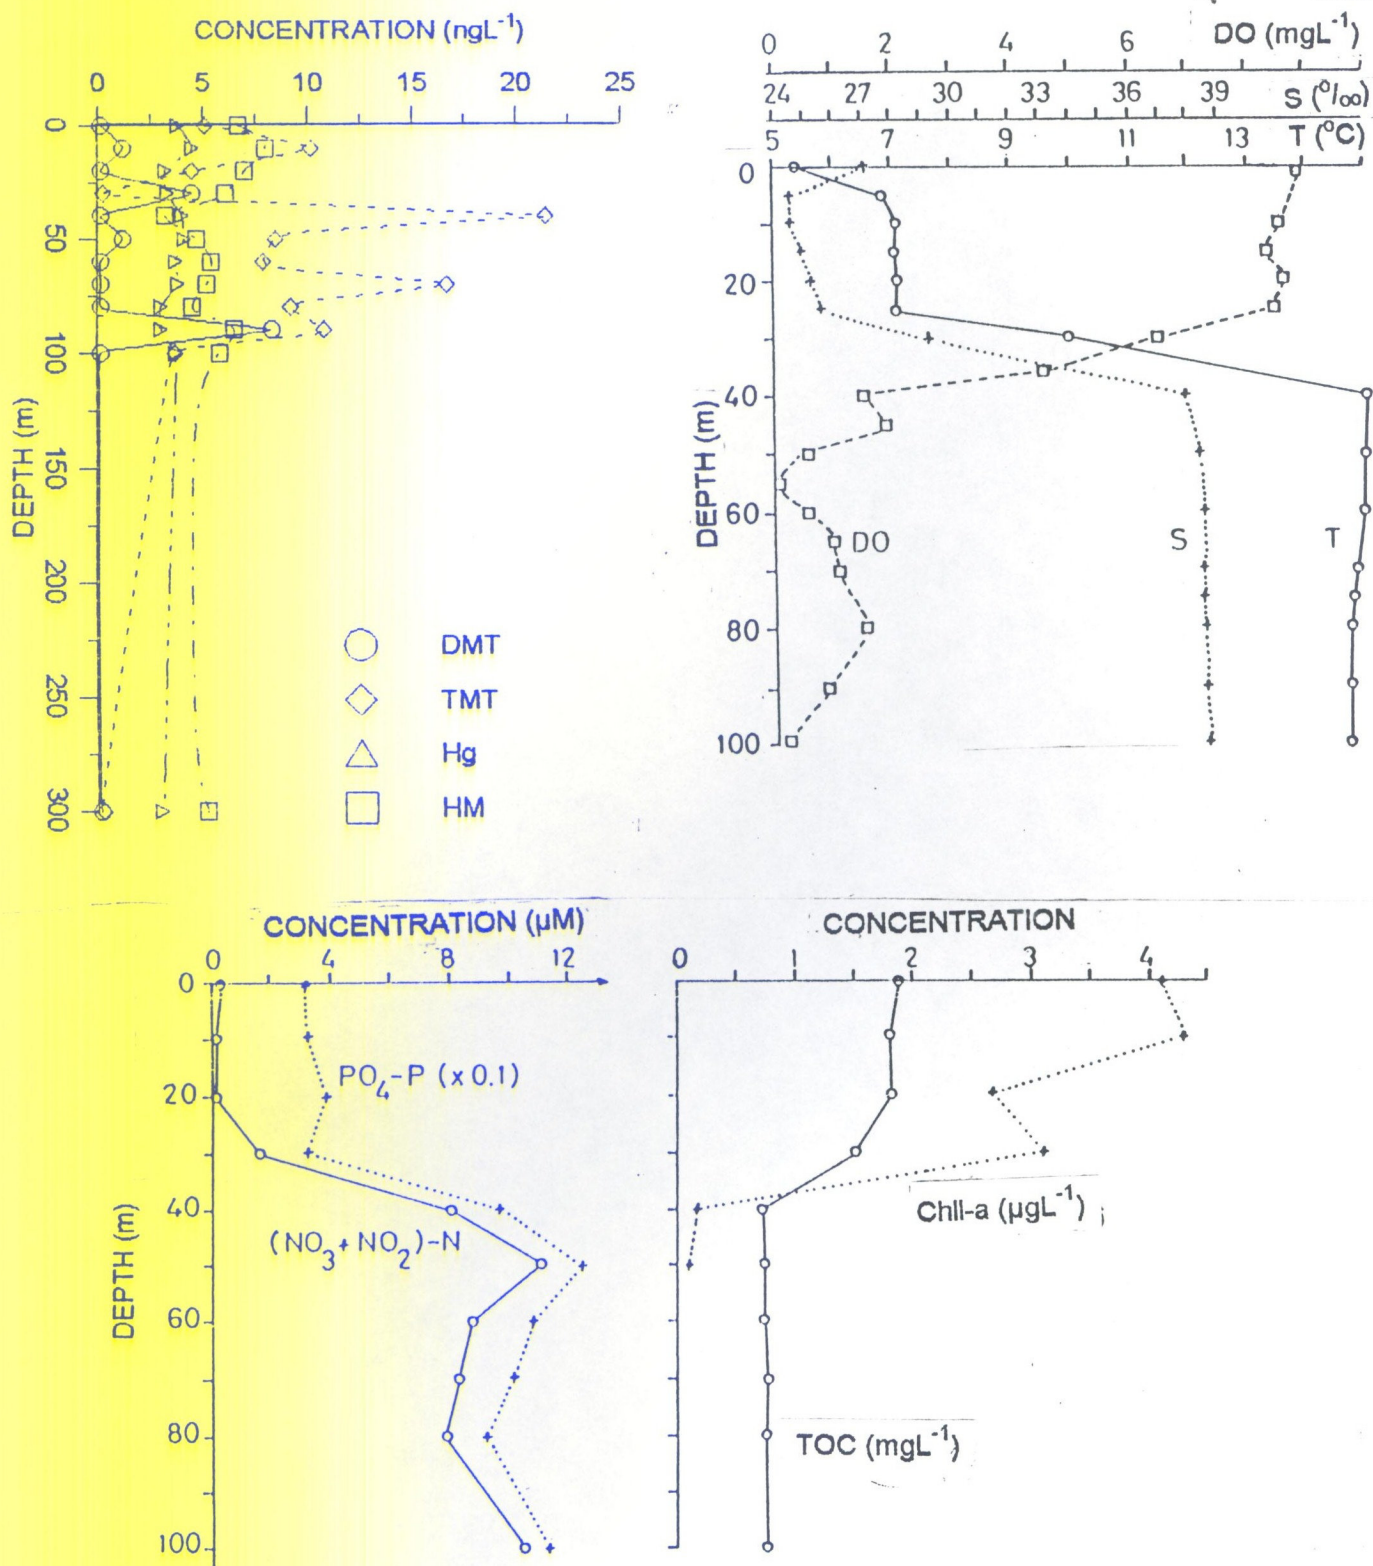 CONCENTRATION (ngL⁻¹)
0 5 10 15 20 25
0
50
100
150
200
250
300
DEPTH (m)
DMT
TMT
Hg
HM
0 2 4 6 DO (mgL⁻¹)
24 27 30 33 36 39 S (⁰/₀₀)
5 7 9 11 13 T (⁰C)
0
20
40
60
80
100
DEPTH (m)
DO
S
T
CONCENTRATION (µM)
0 4 8 12
0
20
40
60
80
100
DEPTH (m)
PO₄-P (x 0.1)
(NO₃+NO₂)-N
CONCENTRATION
0 1 2 3 4
Chll-a (µgL⁻¹)
TOC (mgL⁻¹)